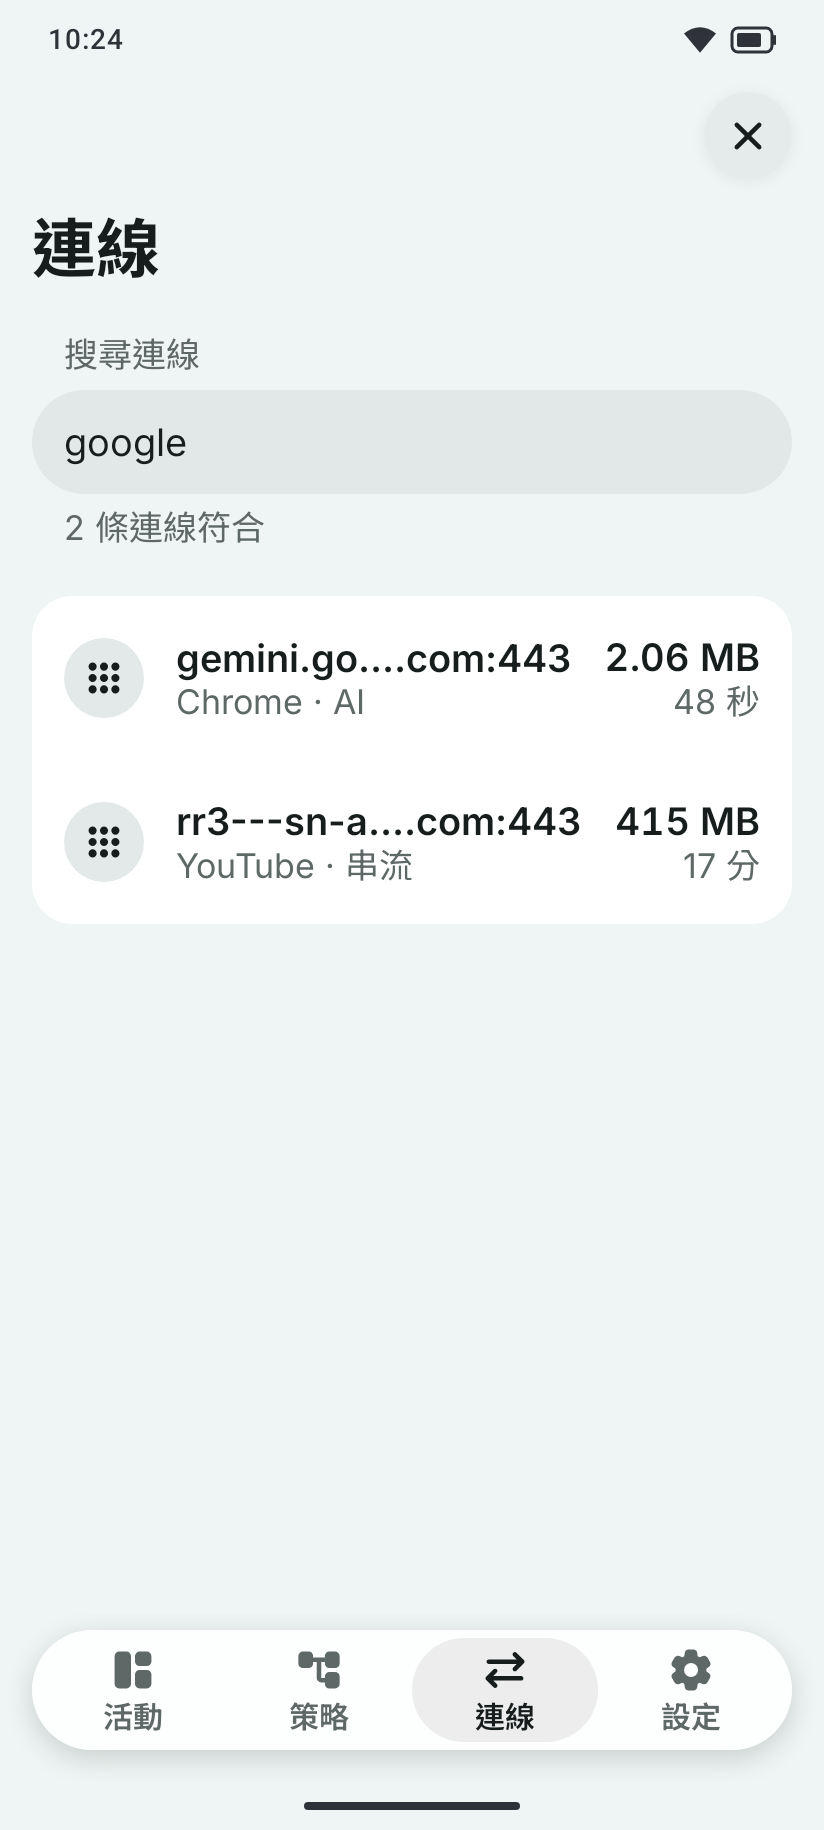 10:24
連線
搜尋連線
google
2 條連線符合
gemini.go....com:443 2.06 MB
Chrome · AI 48 秒
rr3---sn-a....com:443 415 MB
YouTube · 串流 17 分
活動 策略 連線 設定